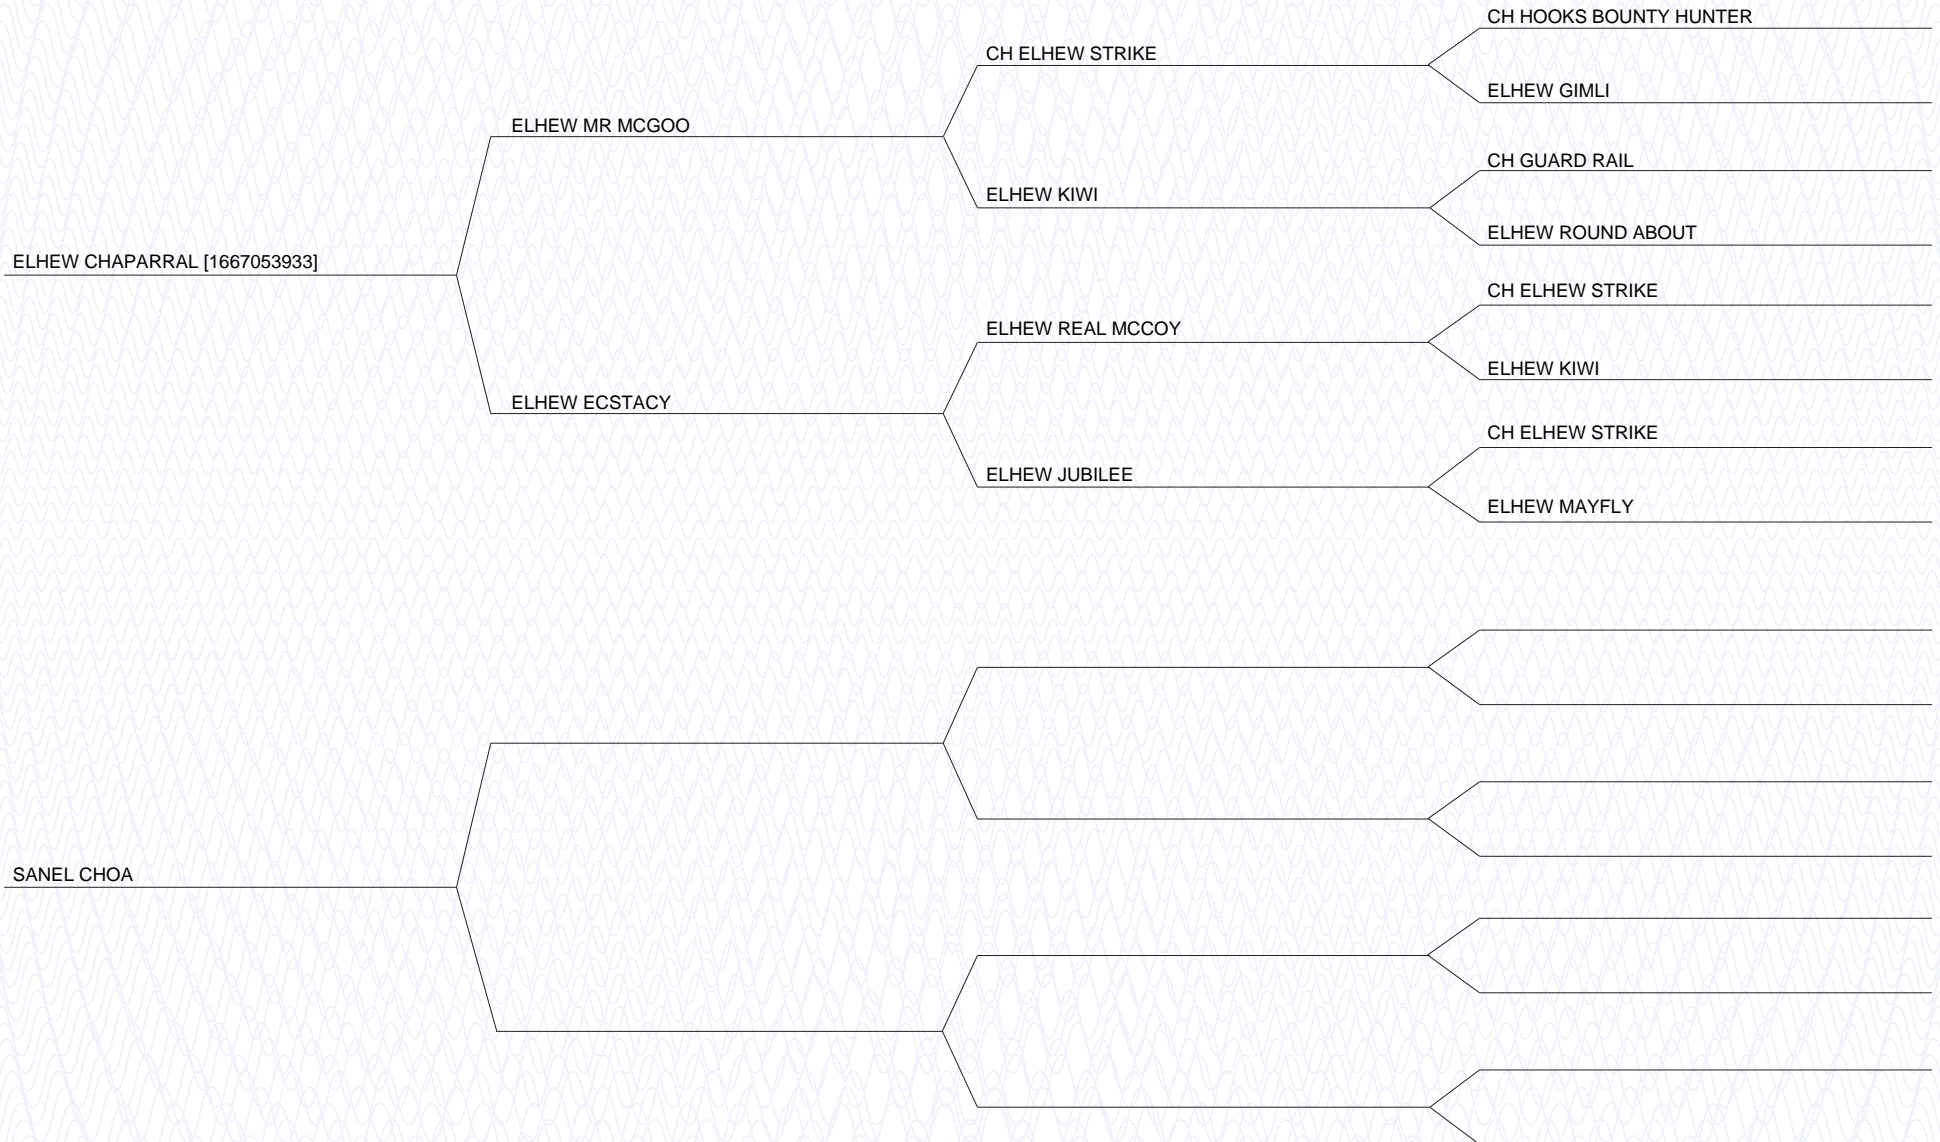 CH HOOKS BOUNTY HUNTER
CH ELHEW STRIKE
ELHEW GIMLI
ELHEW MR MCGOO
CH GUARD RAIL
ELHEW KIWI
ELHEW ROUND ABOUT
ELHEW CHAPARRAL [1667053933]
CH ELHEW STRIKE
ELHEW REAL MCCOY
ELHEW KIWI
ELHEW ECSTACY
CH ELHEW STRIKE
ELHEW JUBILEE
ELHEW MAYFLY
SANEL CHOA